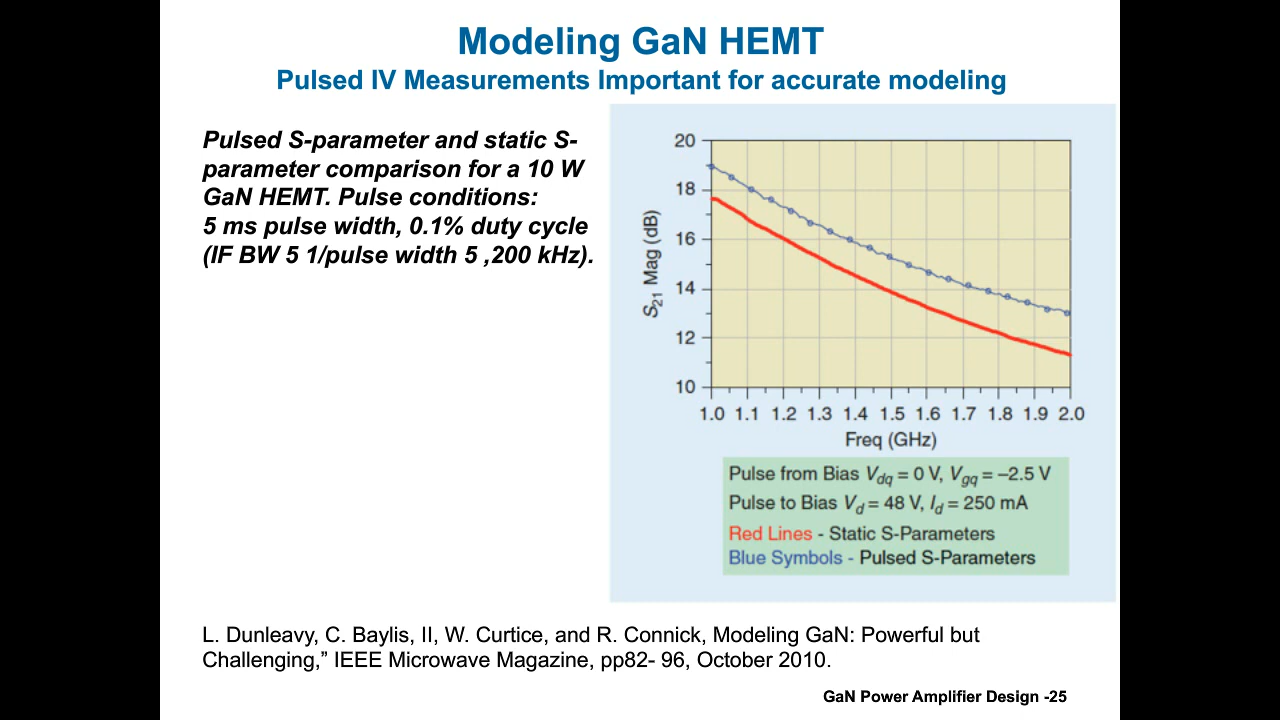 Modeling GaN HEMT
Pulsed IV Measurements Important for accurate modeling
Pulsed S-parameter and static S-
parameter comparison for a 10 W
GaN HEMT. Pulse conditions:
5 ms pulse width, 0.1% duty cycle
(IF BW 5 1/pulse width 5 ,200 kHz).
20
18
16
14
12
10
S21 Mag (dB)
1.0 1.1 1.2 1.3 1.4 1.5 1.6 1.7 1.8 1.9 2.0
Freq (GHz)
Pulse from Bias Vdq = 0 V, Vgq = –2.5 V
Pulse to Bias Vd = 48 V, Id = 250 mA
Red Lines - Static S-Parameters
Blue Symbols - Pulsed S-Parameters
L. Dunleavy, C. Baylis, II, W. Curtice, and R. Connick, Modeling GaN: Powerful but
Challenging,” IEEE Microwave Magazine, pp82- 96, October 2010.
GaN Power Amplifier Design -25